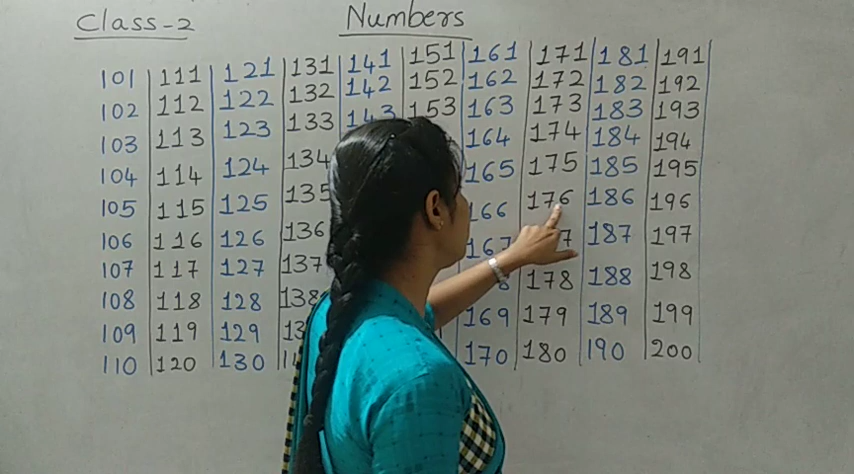 Class-2 Numbers
101 111 121 131 141 151 161 171 181 191
102 112 122 132 142 152 162 172 182 192
103 113 123 133 143 153 163 173 183 193
104 114 124 134 164 174 184 194
105 115 125 135 165 175 185 195
106 116 126 136 166 176 186 196
107 117 127 137 167 187 197
108 118 128 138 178 188 198
109 119 129 169 179 189 199
110 120 130 170 180 190 200